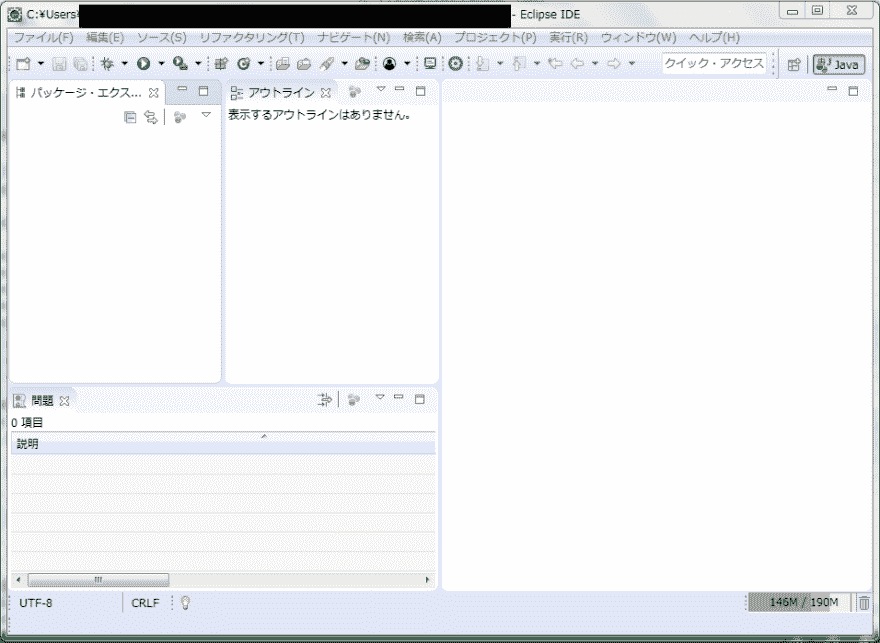 C:¥Users¥ - Eclipse IDE
ファイル(F) 編集(E) ソース(S) リファクタリング(T) ナビゲート(N) 検索(A) プロジェクト(P) 実行(R) ウィンドウ(W) ヘルプ(H)
クイック・アクセス Java
パッケージ・エクス... アウトライン
表示するアウトラインはありません。
問題
0 項目
説明
UTF-8 CRLF 146M / 190M